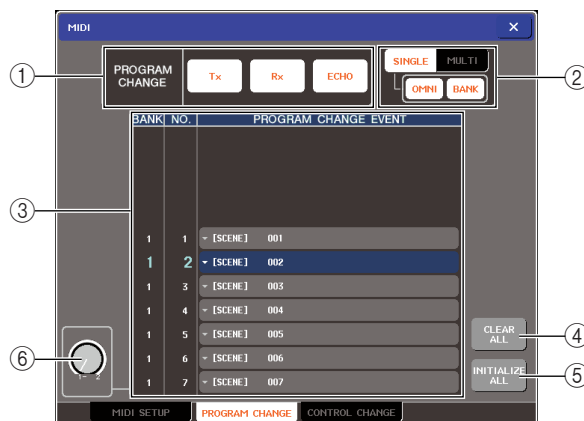 MIDI
×
1
PROGRAM CHANGE
Tx
Rx
ECHO
SINGLE
MULTI
OMNI
BANK
2
BANK NO. PROGRAM CHANGE EVENT
3
1 1 [SCENE] 001
1 2 [SCENE] 002
1 3 [SCENE] 003
1 4 [SCENE] 004
1 5 [SCENE] 005
1 6 [SCENE] 006
1 7 [SCENE] 007
CLEAR ALL
4
INITIALIZE ALL
5
6
1- 2
MIDI SETUP
PROGRAM CHANGE
CONTROL CHANGE